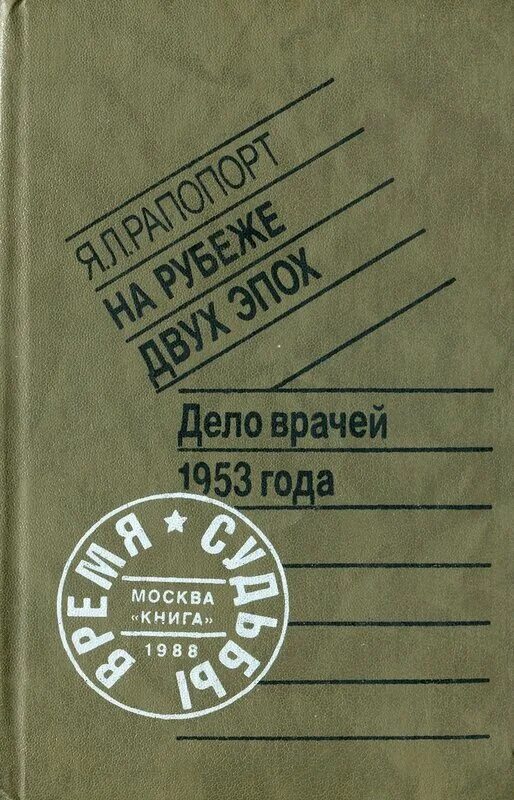 Я.Л.РАПОПОРТ
НА РУБЕЖЕ
ДВУХ ЭПОХ
Дело врачей
1953 года
ВРЕМЯ ★ СУДЬБЫ
МОСКВА
«КНИГА»
1988